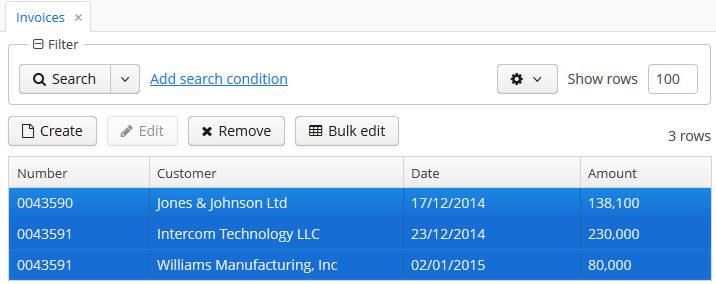 Invoices ×
Filter
Search Add search condition Show rows 100
Create Edit Remove Bulk edit 3 rows
Number Customer Date Amount
0043590 Jones & Johnson Ltd 17/12/2014 138,100
0043591 Intercom Technology LLC 23/12/2014 230,000
0043591 Williams Manufacturing, Inc 02/01/2015 80,000